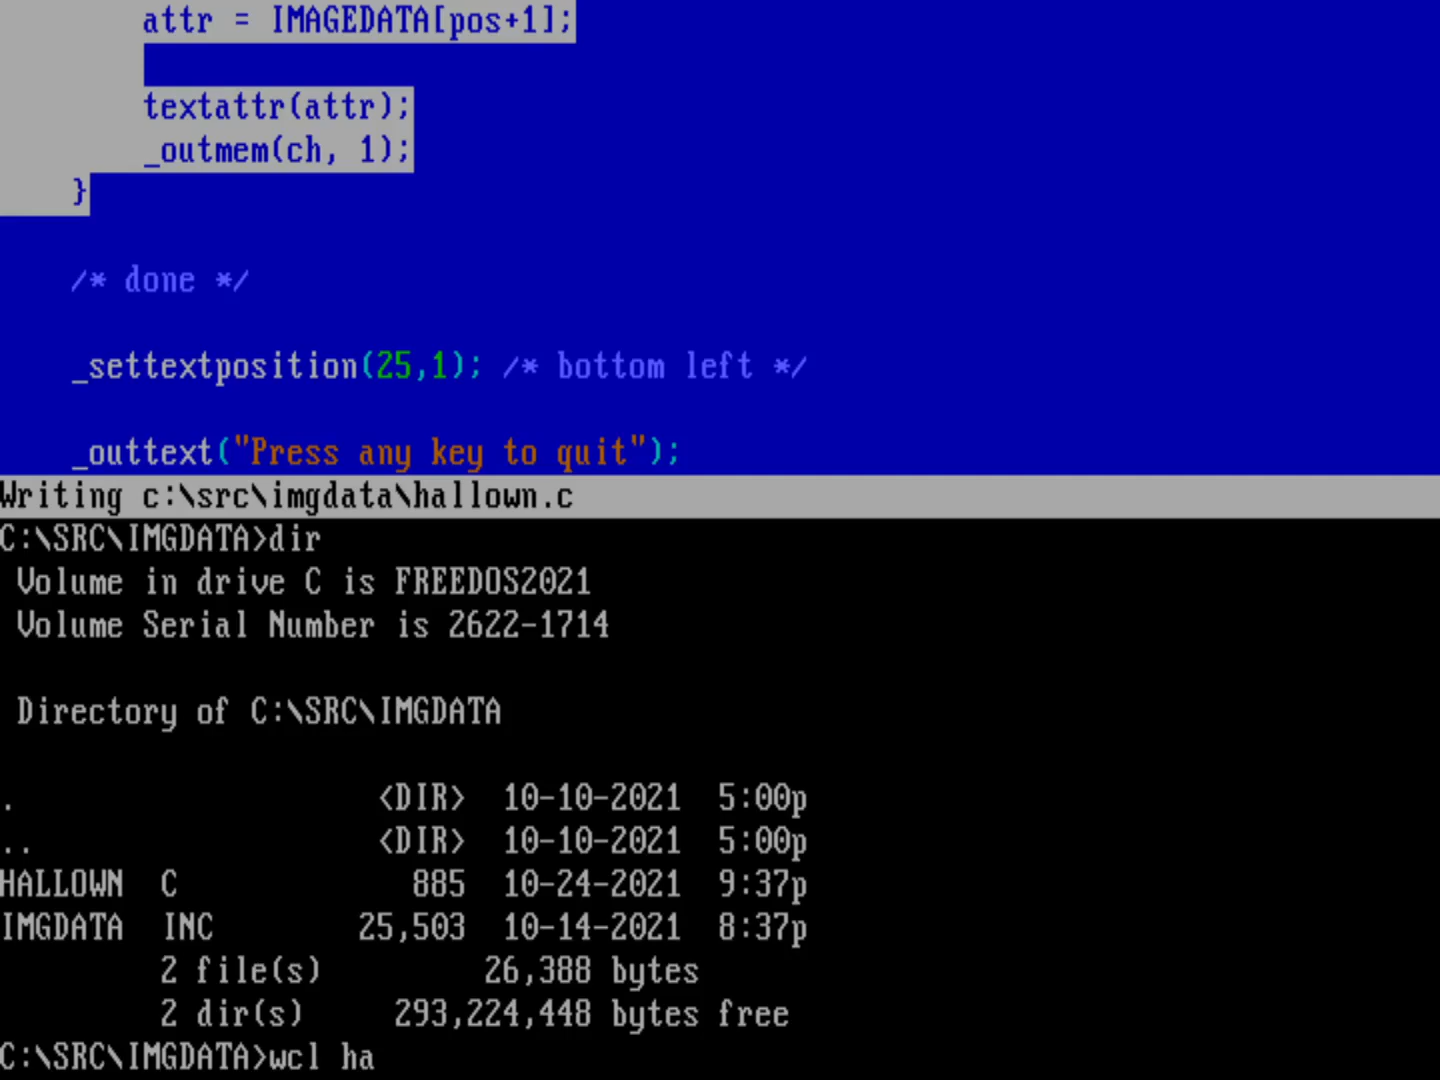 attr = IMAGEDATA[pos+1];
textattr(attr);
_outmem(ch, 1);
}
/* done */
_settextposition(25,1); /* bottom left */
_outtext("Press any key to quit");
Writing c:\src\imgdata\hallown.c
C:\SRC\IMGDATA>dir
Volume in drive C is FREEDOS2021
Volume Serial Number is 2622-1714
Directory of C:\SRC\IMGDATA
. <DIR> 10-10-2021 5:00p
.. <DIR> 10-10-2021 5:00p
HALLOWN C 885 10-24-2021 9:37p
IMGDATA INC 25,503 10-14-2021 8:37p
2 file(s) 26,388 bytes
2 dir(s) 293,224,448 bytes free
C:\SRC\IMGDATA>wcl ha